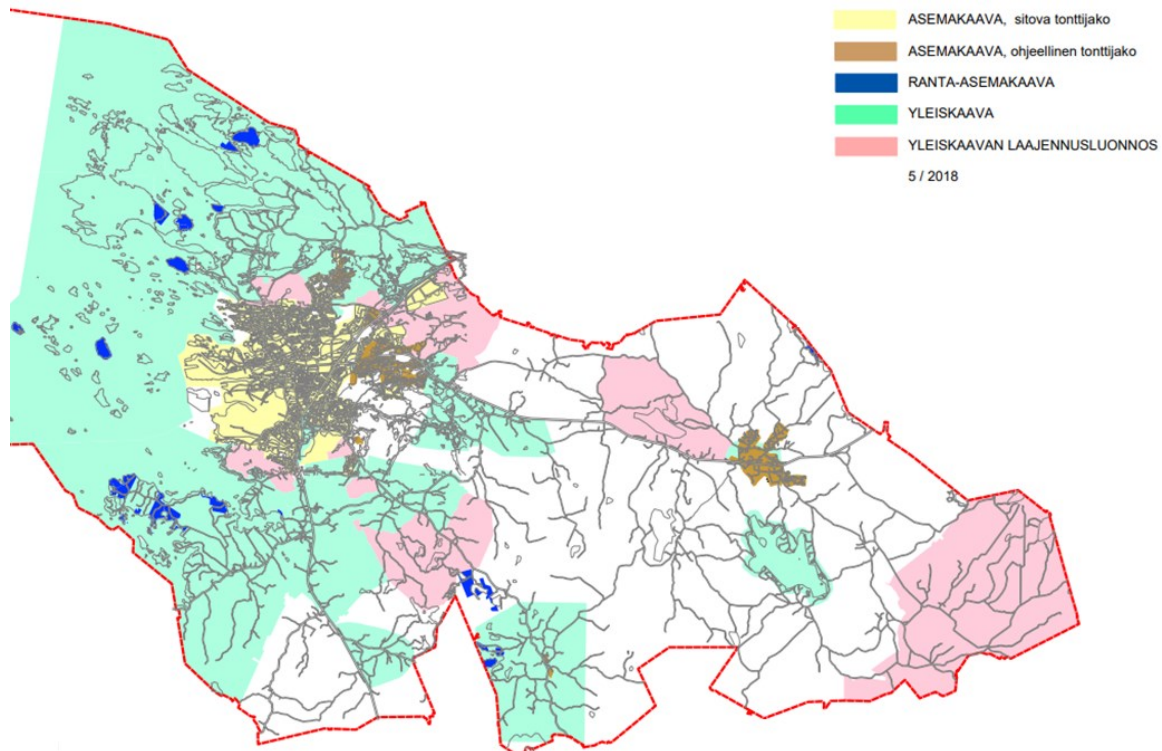 ASEMAKAAVA, sitova tonttijako
ASEMAKAAVA, ohjeellinen tonttijako
RANTA-ASEMAKAAVA
YLEISKAAVA
YLEISKAAVAN LAAJENNUSLUONNOS
5 / 2018